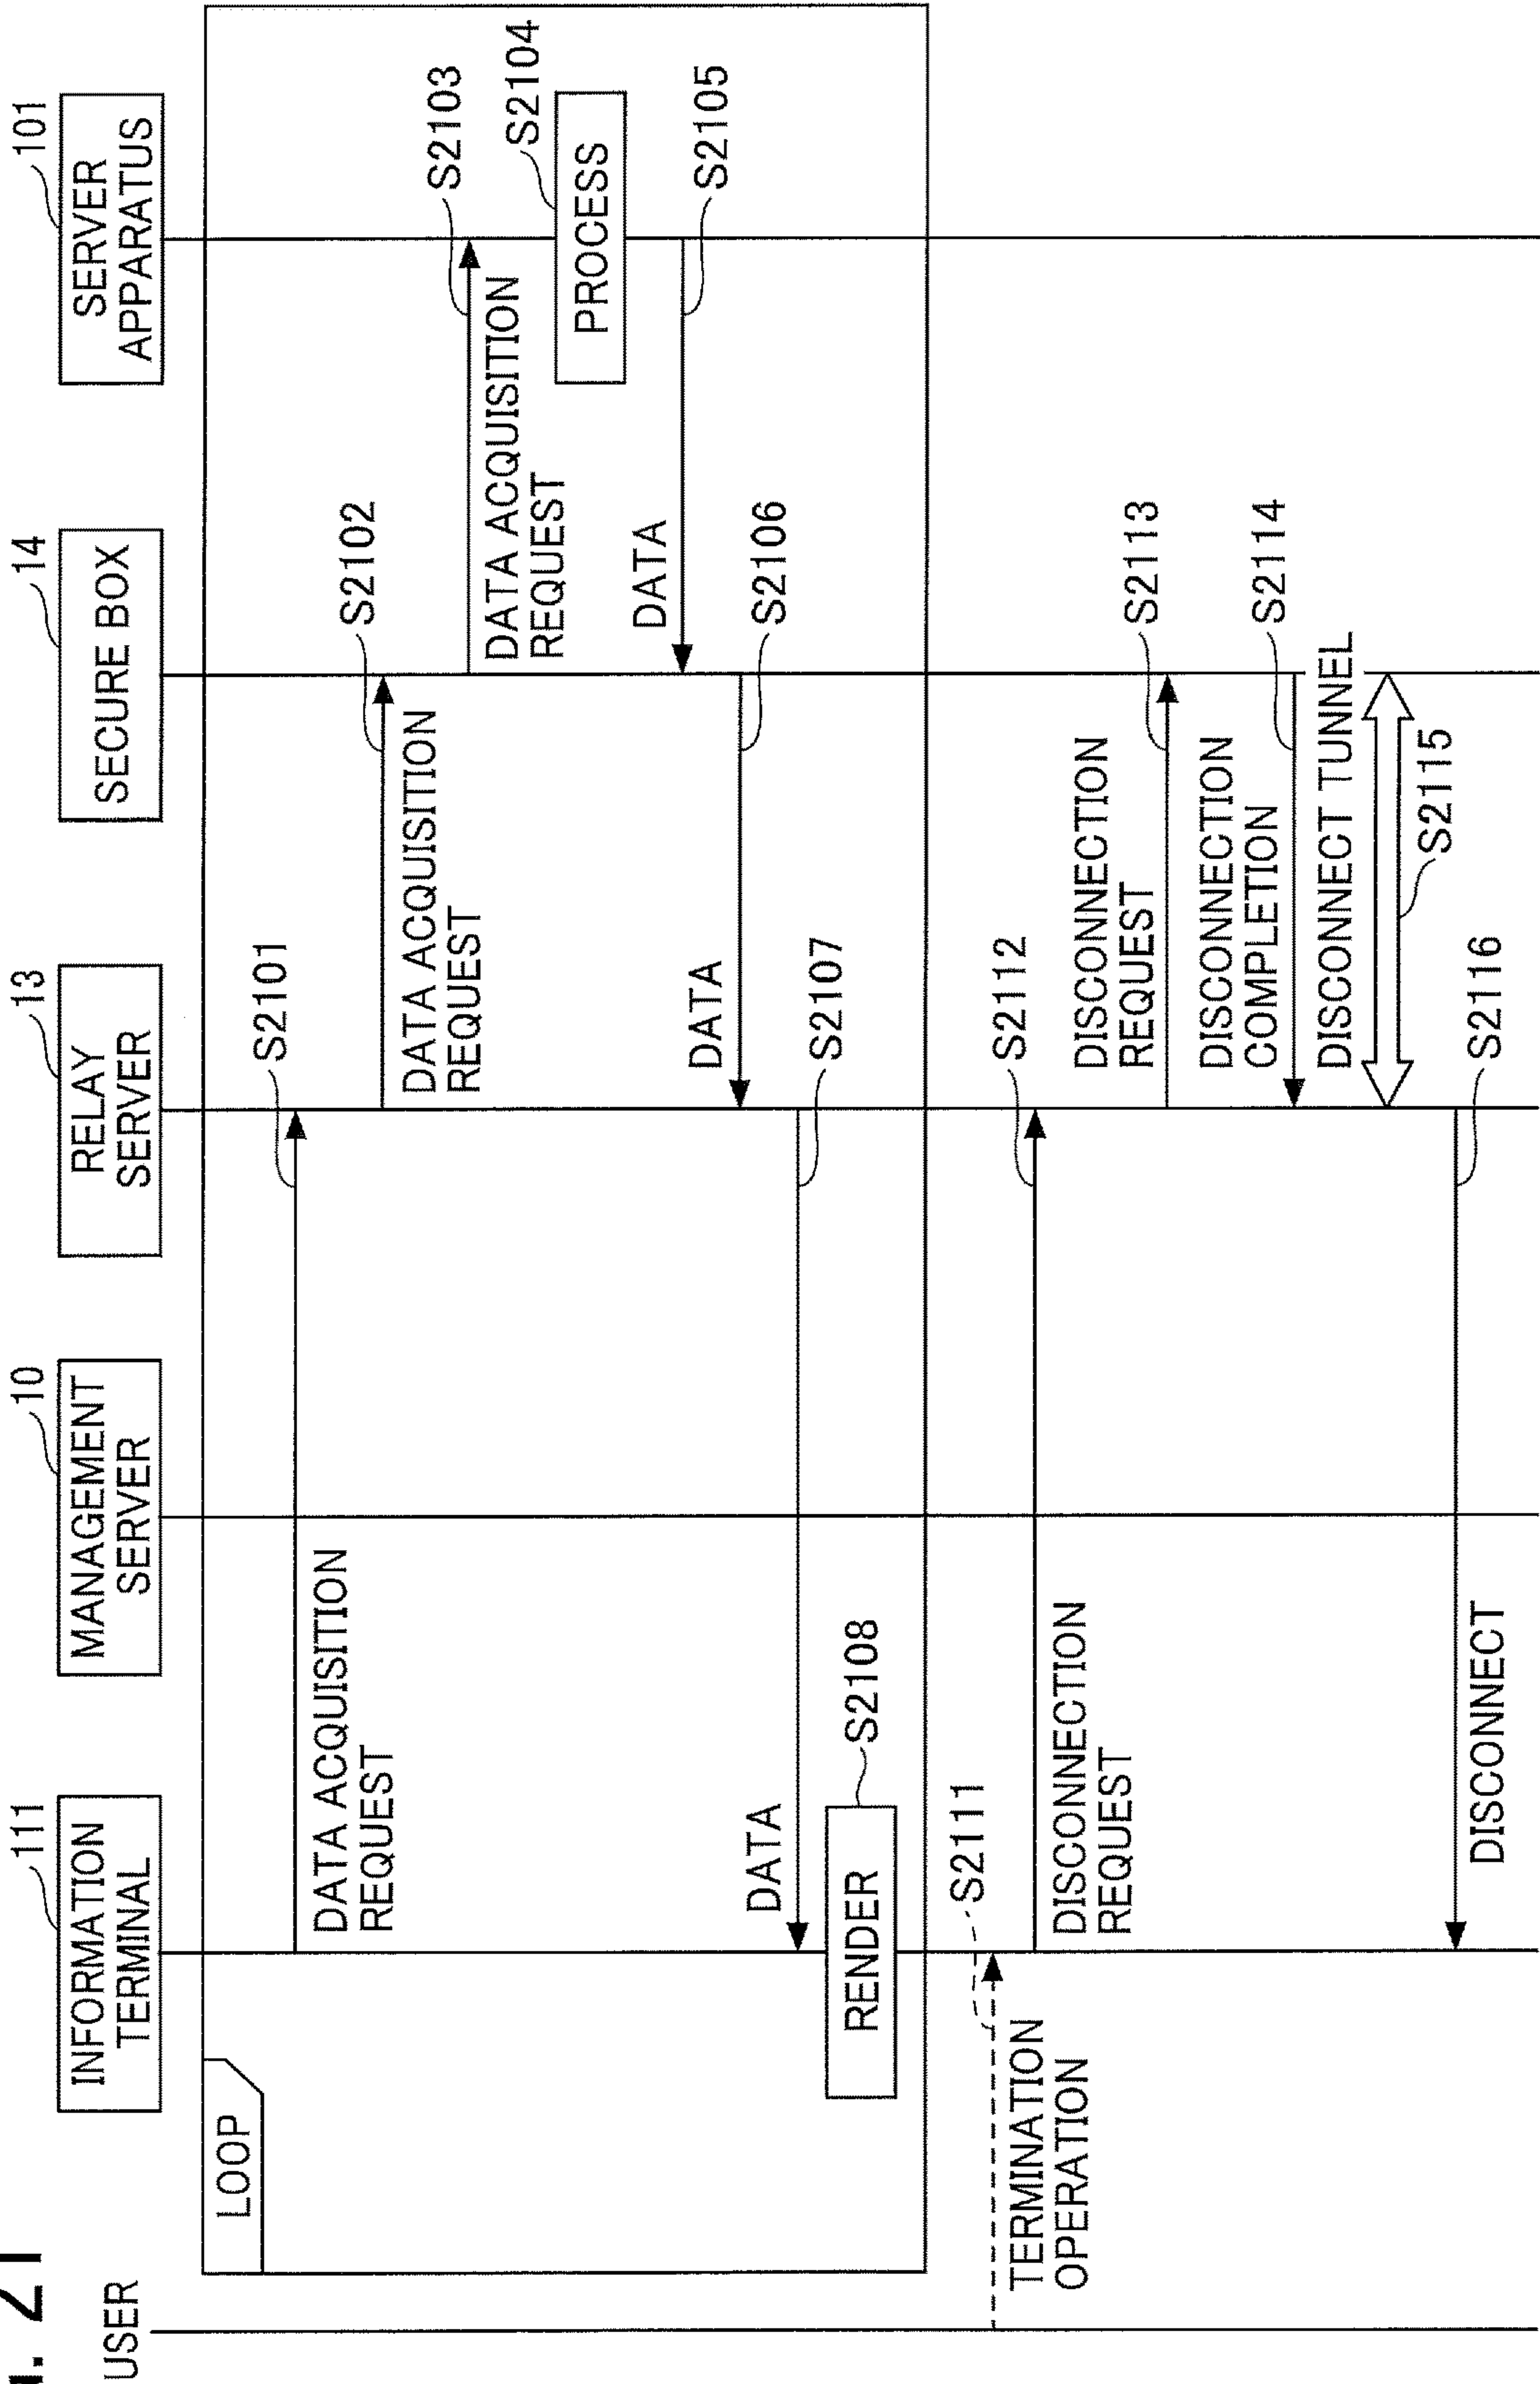 21
USER
111
INFORMATION
TERMINAL
10
MANAGEMENT
SERVER
13
RELAY
SERVER
14
SECURE BOX
101
SERVER
APPARATUS
LOOP
S2101
DATA ACQUISITION
REQUEST
S2102
DATA ACQUISITION
REQUEST
S2103
DATA ACQUISITION
REQUEST
S2104
PROCESS
S2105
DATA
S2106
DATA
S2107
DATA
RENDER
S2108
S2111
TERMINATION
OPERATION
S2112
DISCONNECTION
REQUEST
S2113
DISCONNECTION
REQUEST
S2114
DISCONNECTION
COMPLETION
DISCONNECT TUNNEL
S2115
S2116
DISCONNECT